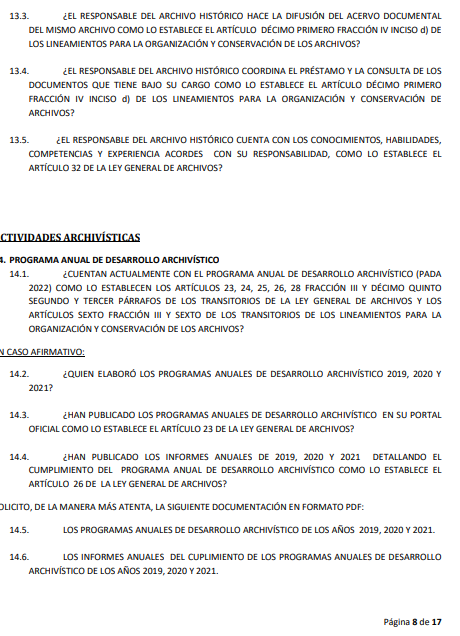 13.3. ¿EL RESPONSABLE DEL ARCHIVO HISTÓRICO HACE LA DIFUSIÓN DEL ACERVO DOCUMENTAL
DEL MISMO ARCHIVO COMO LO ESTABLECE EL ARTÍCULO DÉCIMO PRIMERO FRACCIÓN IV INCISO d) DE
LOS LINEAMIENTOS PARA LA ORGANIZACIÓN Y CONSERVACIÓN DE LOS ARCHIVOS?
13.4. ¿EL RESPONSABLE DEL ARCHIVO HISTÓRICO COORDINA EL PRÉSTAMO Y LA CONSULTA DE LOS
DOCUMENTOS QUE TIENE BAJO SU CARGO COMO LO ESTABLECE EL ARTÍCULO DÉCIMO PRIMERO
FRACCIÓN IV INCISO d) DE LOS LINEAMIENTOS PARA LA ORGANIZACIÓN Y CONSERVACIÓN DE
ARCHIVOS?
13.5. ¿EL RESPONSABLE DEL ARCHIVO HISTÓRICO CUENTA CON LOS CONOCIMIENTOS, HABILIDADES,
COMPETENCIAS Y EXPERIENCIA ACORDES CON SU RESPONSABILIDAD, COMO LO ESTABLECE EL
ARTÍCULO 32 DE LA LEY GENERAL DE ARCHIVOS?
CTIVIDADES ARCHIVÍSTICAS
4. PROGRAMA ANUAL DE DESARROLLO ARCHIVÍSTICO
14.1. ¿CUENTAN ACTUALMENTE CON EL PROGRAMA ANUAL DE DESARROLLO ARCHIVÍSTICO (PADA
2022) COMO LO ESTABLECEN LOS ARTÍCULOS 23, 24, 25, 26, 28 FRACCIÓN III Y DÉCIMO QUINTO
SEGUNDO Y TERCER PÁRRAFOS DE LOS TRANSITORIOS DE LA LEY GENERAL DE ARCHIVOS Y LOS
ARTÍCULOS SEXTO FRACCIÓN III Y SEXTO DE LOS TRANSITORIOS DE LOS LINEAMIENTOS PARA LA
ORGANIZACIÓN Y CONSERVACIÓN DE LOS ARCHIVOS?
N CASO AFIRMATIVO:
14.2. ¿QUIEN ELABORÓ LOS PROGRAMAS ANUALES DE DESARROLLO ARCHIVÍSTICO 2019, 2020 Y
2021?
14.3. ¿HAN PUBLICADO LOS PROGRAMAS ANUALES DE DESARROLLO ARCHIVÍSTICO EN SU PORTAL
OFICIAL COMO LO ESTABLECE EL ARTÍCULO 23 DE LA LEY GENERAL DE ARCHIVOS?
14.4. ¿HAN PUBLICADO LOS INFORMES ANUALES DE 2019, 2020 Y 2021 DETALLANDO EL
CUMPLIMIENTO DEL PROGRAMA ANUAL DE DESARROLLO ARCHIVÍSTICO COMO LO ESTABLECE EL
ARTÍCULO 26 DE LA LEY GENERAL DE ARCHIVOS?
OLICITO, DE LA MANERA MÁS ATENTA, LA SIGUIENTE DOCUMENTACIÓN EN FORMATO PDF:
14.5. LOS PROGRAMAS ANUALES DE DESARROLLO ARCHIVÍSTICO DE LOS AÑOS 2019, 2020 Y 2021.
14.6. LOS INFORMES ANUALES DEL CUPLIMIENTO DE LOS PROGRAMAS ANUALES DE DESARROLLO
ARCHIVÍSTICO DE LOS AÑOS 2019, 2020 Y 2021.
Página 8 de 17